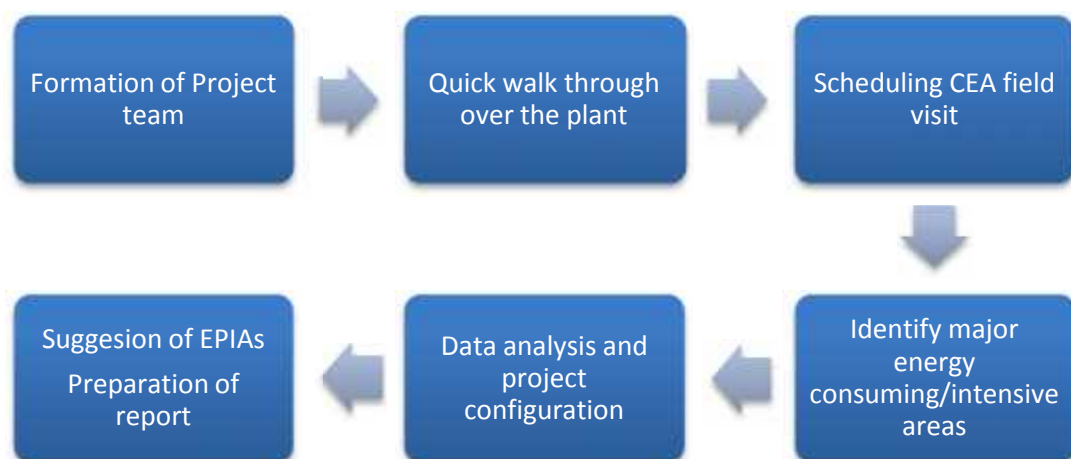 Formation of Project
team
Quick walk through
over the plant
Scheduling CEA field
visit
Identify major
energy
consuming/intensive
areas
Data analysis and
project
configuration
Suggesion of EPIAs
Preparation of
report